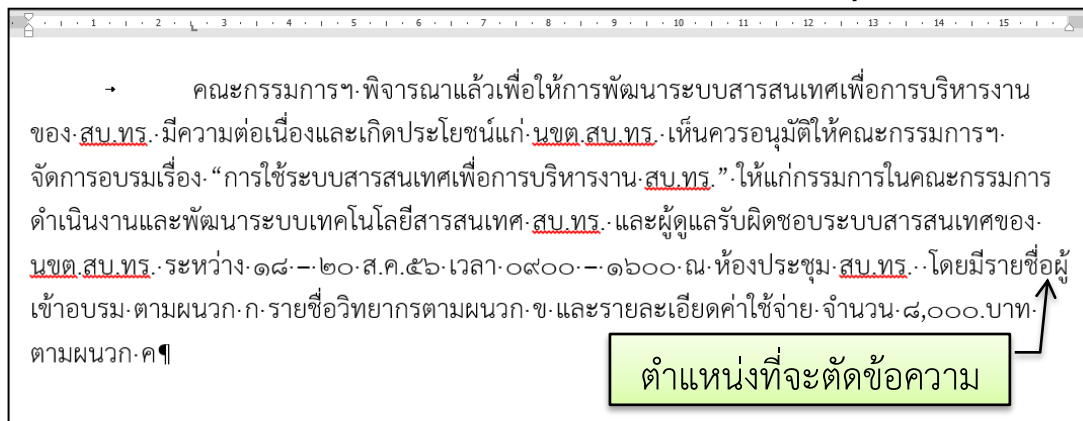 1 2 3 4 5 6 7 8 9 10 11 12 13 14 15
คณะกรรมการฯ พิจารณาแล้วเพื่อให้การพัฒนาระบบสารสนเทศเพื่อการบริหารงาน
ของ สบ.ทร. มีความต่อเนื่องและเกิดประโยชน์แก่ นขต.สบ.ทร. เห็นควรอนุมัติให้คณะกรรมการฯ
จัดการอบรมเรื่อง “การใช้ระบบสารสนเทศเพื่อการบริหารงาน สบ.ทร.” ให้แก่กรรมการในคณะกรรมการ
ดำเนินงานและพัฒนาระบบเทคโนโลยีสารสนเทศ สบ.ทร. และผู้ดูแลรับผิดชอบระบบสารสนเทศของ
นขต.สบ.ทร. ระหว่าง ๑๘ – ๒๐ ส.ค.๕๖ เวลา ๐๙๐๐ – ๑๖๐๐ ณ ห้องประชุม สบ.ทร.  โดยมีรายชื่อผู้
เข้าอบรม ตามผนวก ก รายชื่อวิทยากรตามผนวก ข และรายละเอียดค่าใช้จ่าย จำนวน ๘,๐๐๐.บาท
ตามผนวก ค¶
ตำแหน่งที่จะตัดข้อความ